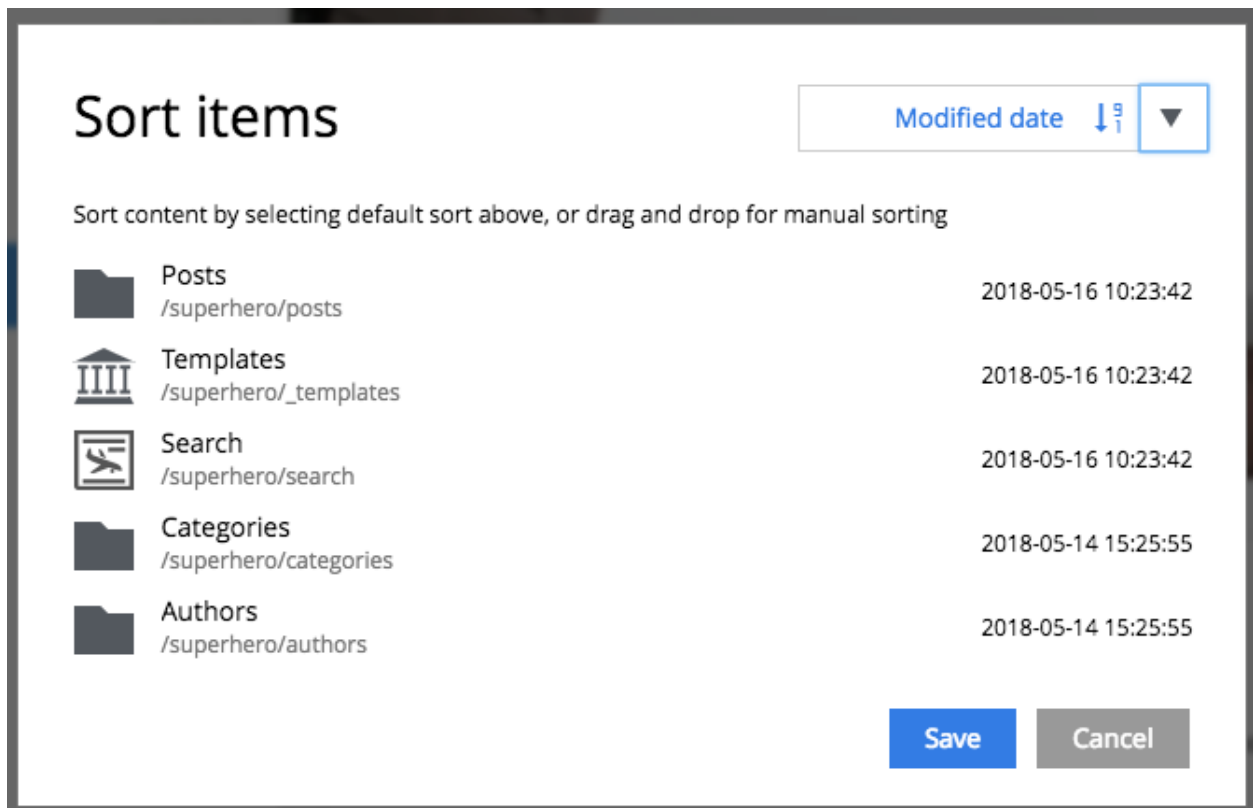 Sort items
Modified date
Sort content by selecting default sort above, or drag and drop for manual sorting
Posts
/superhero/posts
2018-05-16 10:23:42
Templates
/superhero/_templates
2018-05-16 10:23:42
Search
/superhero/search
2018-05-16 10:23:42
Categories
/superhero/categories
2018-05-14 15:25:55
Authors
/superhero/authors
2018-05-14 15:25:55
Save
Cancel